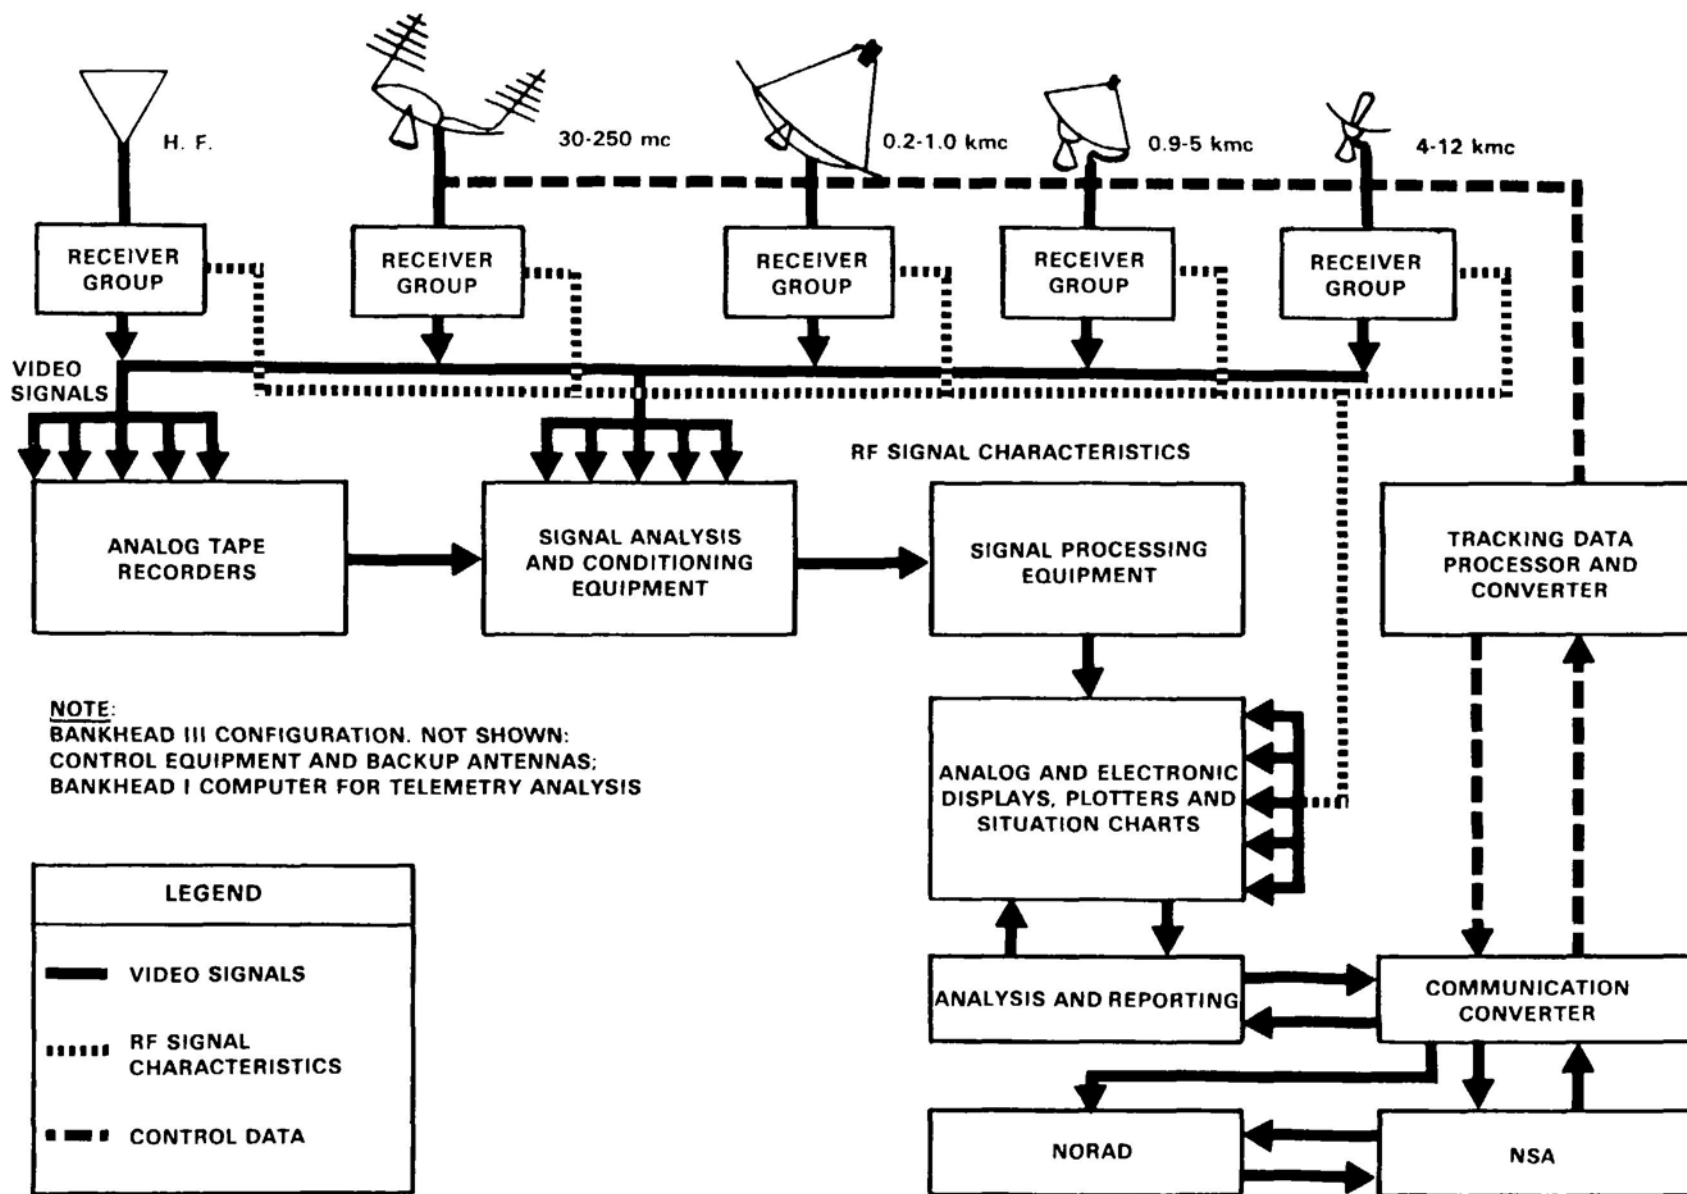 H. F.
30-250 mc
0.2-1.0 kmc
0.9-5 kmc
4-12 kmc
RECEIVER
GROUP
RECEIVER
GROUP
RECEIVER
GROUP
RECEIVER
GROUP
RECEIVER
GROUP
VIDEO
SIGNALS
RF SIGNAL CHARACTERISTICS
ANALOG TAPE
RECORDERS
SIGNAL ANALYSIS
AND CONDITIONING
EQUIPMENT
SIGNAL PROCESSING
EQUIPMENT
TRACKING DATA
PROCESSOR AND
CONVERTER
NOTE:
BANKHEAD III CONFIGURATION. NOT SHOWN:
CONTROL EQUIPMENT AND BACKUP ANTENNAS;
BANKHEAD I COMPUTER FOR TELEMETRY ANALYSIS
ANALOG AND ELECTRONIC
DISPLAYS, PLOTTERS AND
SITUATION CHARTS
LEGEND
VIDEO SIGNALS
RF SIGNAL
CHARACTERISTICS
CONTROL DATA
ANALYSIS AND REPORTING
COMMUNICATION
CONVERTER
NORAD
NSA